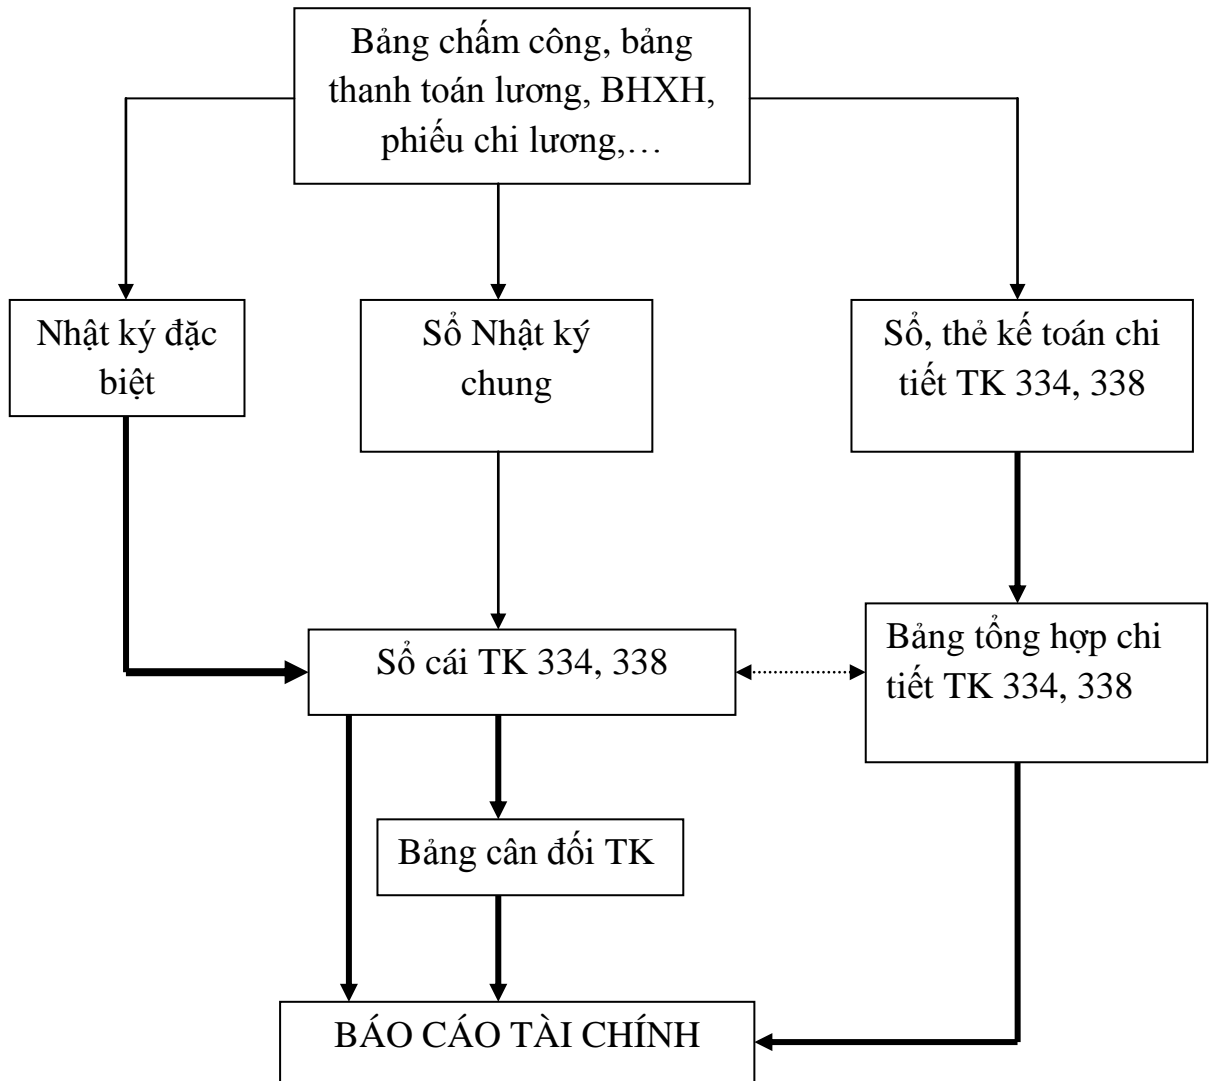 Bảng chấm công, bảng
thanh toán lương, BHXH,
phiếu chi lương,…
Nhật ký đặc
biệt
Sổ Nhật ký
chung
Sổ, thẻ kế toán chi
tiết TK 334, 338
Sổ cái TK 334, 338
Bảng tổng hợp chi
tiết TK 334, 338
Bảng cân đối TK
BÁO CÁO TÀI CHÍNH